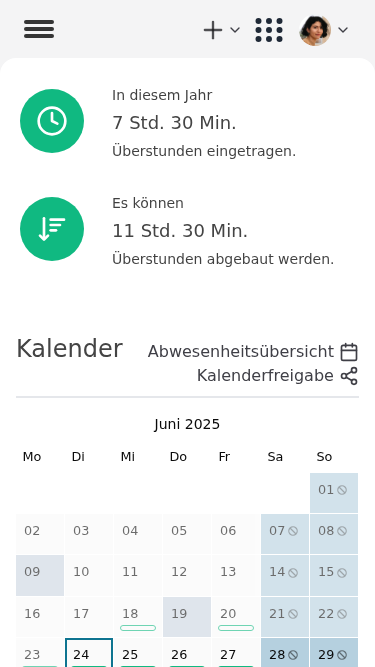 In diesem Jahr
7 Std. 30 Min.
Überstunden eingetragen.
Es können
11 Std. 30 Min.
Überstunden abgebaut werden.
Kalender
Abwesenheitsübersicht
Kalenderfreigabe
Juni 2025
Mo Di Mi Do Fr Sa So
01
02 03 04 05 06 07 08
09 10 11 12 13 14 15
16 17 18 19 20 21 22
23 24 25 26 27 28 29